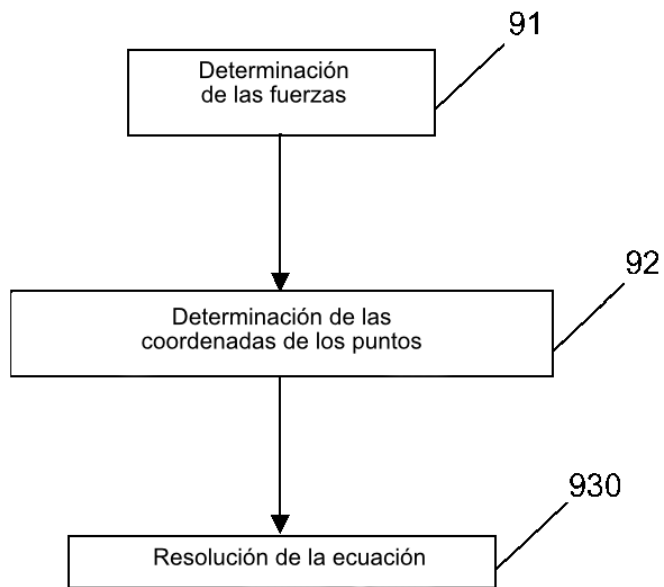 91
Determinación
de las fuerzas
92
Determinación de las
coordenadas de los puntos
930
Resolución de la ecuación